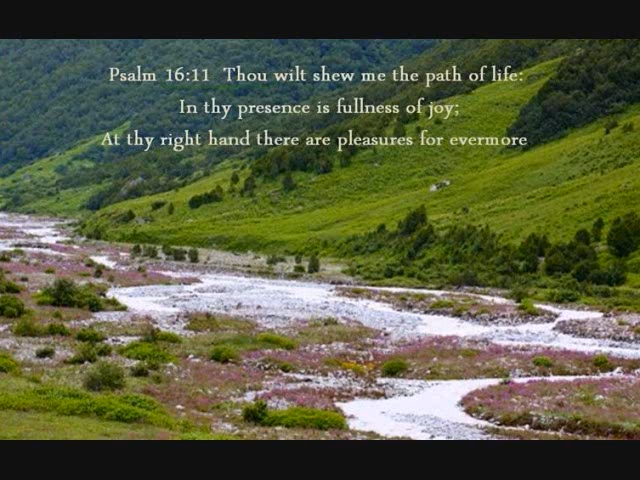 Psalm 16:11  Thou wilt shew me the path of life:
In thy presence is fullness of joy;
At thy right hand there are pleasures for evermore